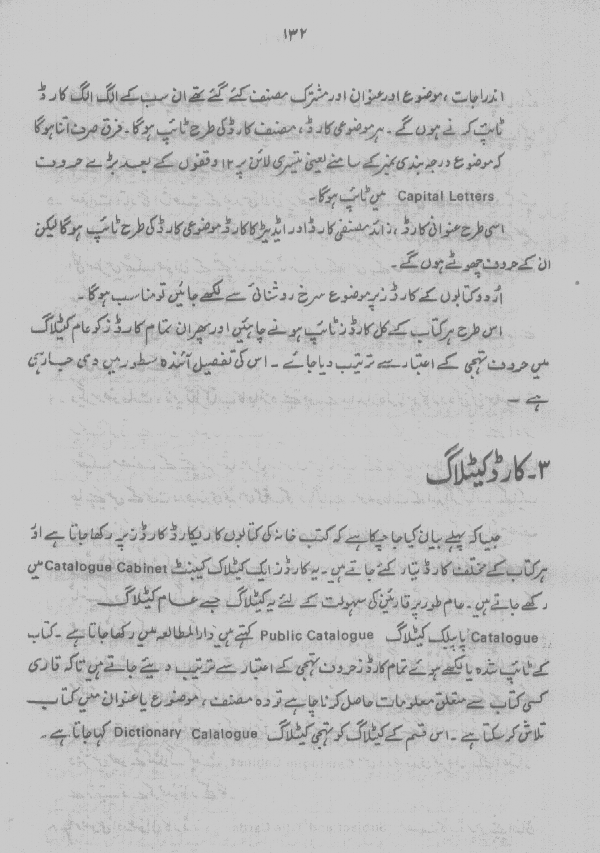 ۱۳۲
اندراجات، موضوع اور عنوان اور مشترک مصنف کئے گئے تھے ان سب کے الگ الگ کارڈ
ٹائپ کرنے ہوں گے۔ ہر موضوعی کارڈ، مصنف کارڈ کی طرح ٹائپ ہوگا۔ فرق صرف اتنا ہوگا
کہ موضوع درجہ بندی نمبر کے سامنے یعنی تیسری لائن پر ۱۲ وقفوں کے بعد بڑے حروف
Capital Letters میں ٹائپ ہوگا۔
اسی طرح عنوانی کارڈ، زائد مصنفی کارڈ اور ایڈیٹر کا کارڈ موضوعی کارڈ کی طرح ٹائپ ہوگا لیکن
ان کے حروف چھوٹے ہوں گے۔
اُردو کتابوں کے کارڈز پر موضوع سرخ روشنائی سے لکھے جائیں تو مناسب ہوگا۔
اس طرح ہر کتاب کے کل کارڈز ٹائپ ہونے چاہئیں اور پھر ان تمام کارڈز کو عام کیٹلاگ
میں حروف تہجی کے اعتبار سے ترتیب دیا جائے۔ اس کی تفصیل آئندہ سطور میں دی جا رہی
ہے۔
۳۔ کارڈ کیٹلاگ
جیسا کہ پہلے بیان کیا جا چکا ہے کہ کتب خانہ کی کتابوں کا ریکارڈ کارڈز پر رکھا جاتا ہے اور
ہر کتاب کے مختلف کارڈ تیار کئے جاتے ہیں۔ یہ کارڈز ایک کیٹلاگ کیبنٹ Catalogue Cabinet میں
رکھے جاتے ہیں۔ عام طور پر قارئین کی سہولت کے لئے یہ کیٹلاگ جسے عام کیٹلاگ
Catalogue یا پبلک کیٹلاگ Public Catalogue کہتے ہیں دارالمطالعہ میں رکھا جاتا ہے۔ کتاب
کے ٹائپ شدہ یا لکھے ہوئے تمام کارڈز حروف تہجی کے اعتبار سے ترتیب دیئے جاتے ہیں تاکہ قاری
کسی کتاب سے متعلق معلومات حاصل کرنا چاہے تو وہ مصنف، موضوع یا عنوان میں کتاب
تلاش کر سکتا ہے۔ اس قسم کے کیٹلاگ کو تہجی کیٹلاگ Dictionary Calalogue کہا جاتا ہے۔